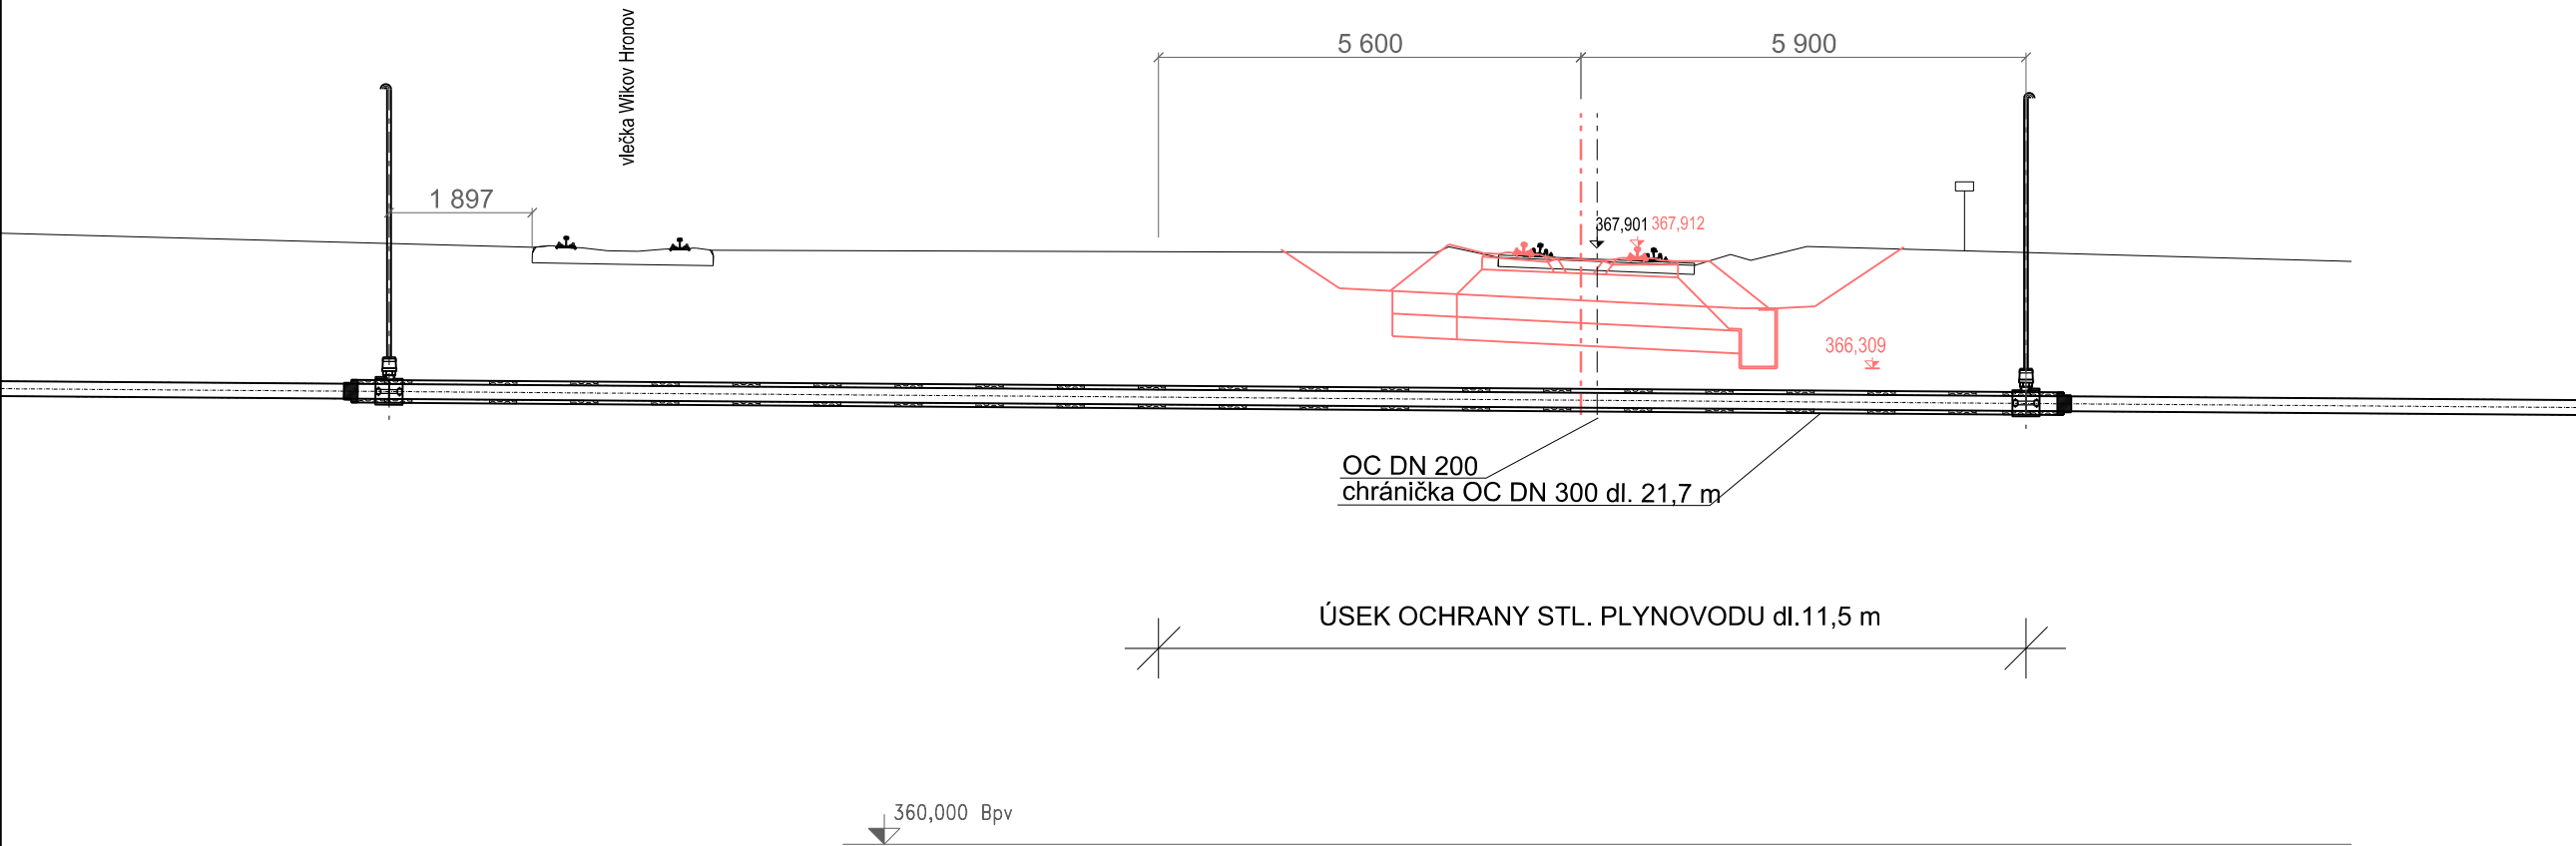 vlečka Wikov Hronov
5 600
5 900
1 897
367,901
367,912
366,309
OC DN 200
chránička OC DN 300 dl. 21,7 m
ÚSEK OCHRANY STL. PLYNOVODU dl.11,5 m
360,000 Bpv